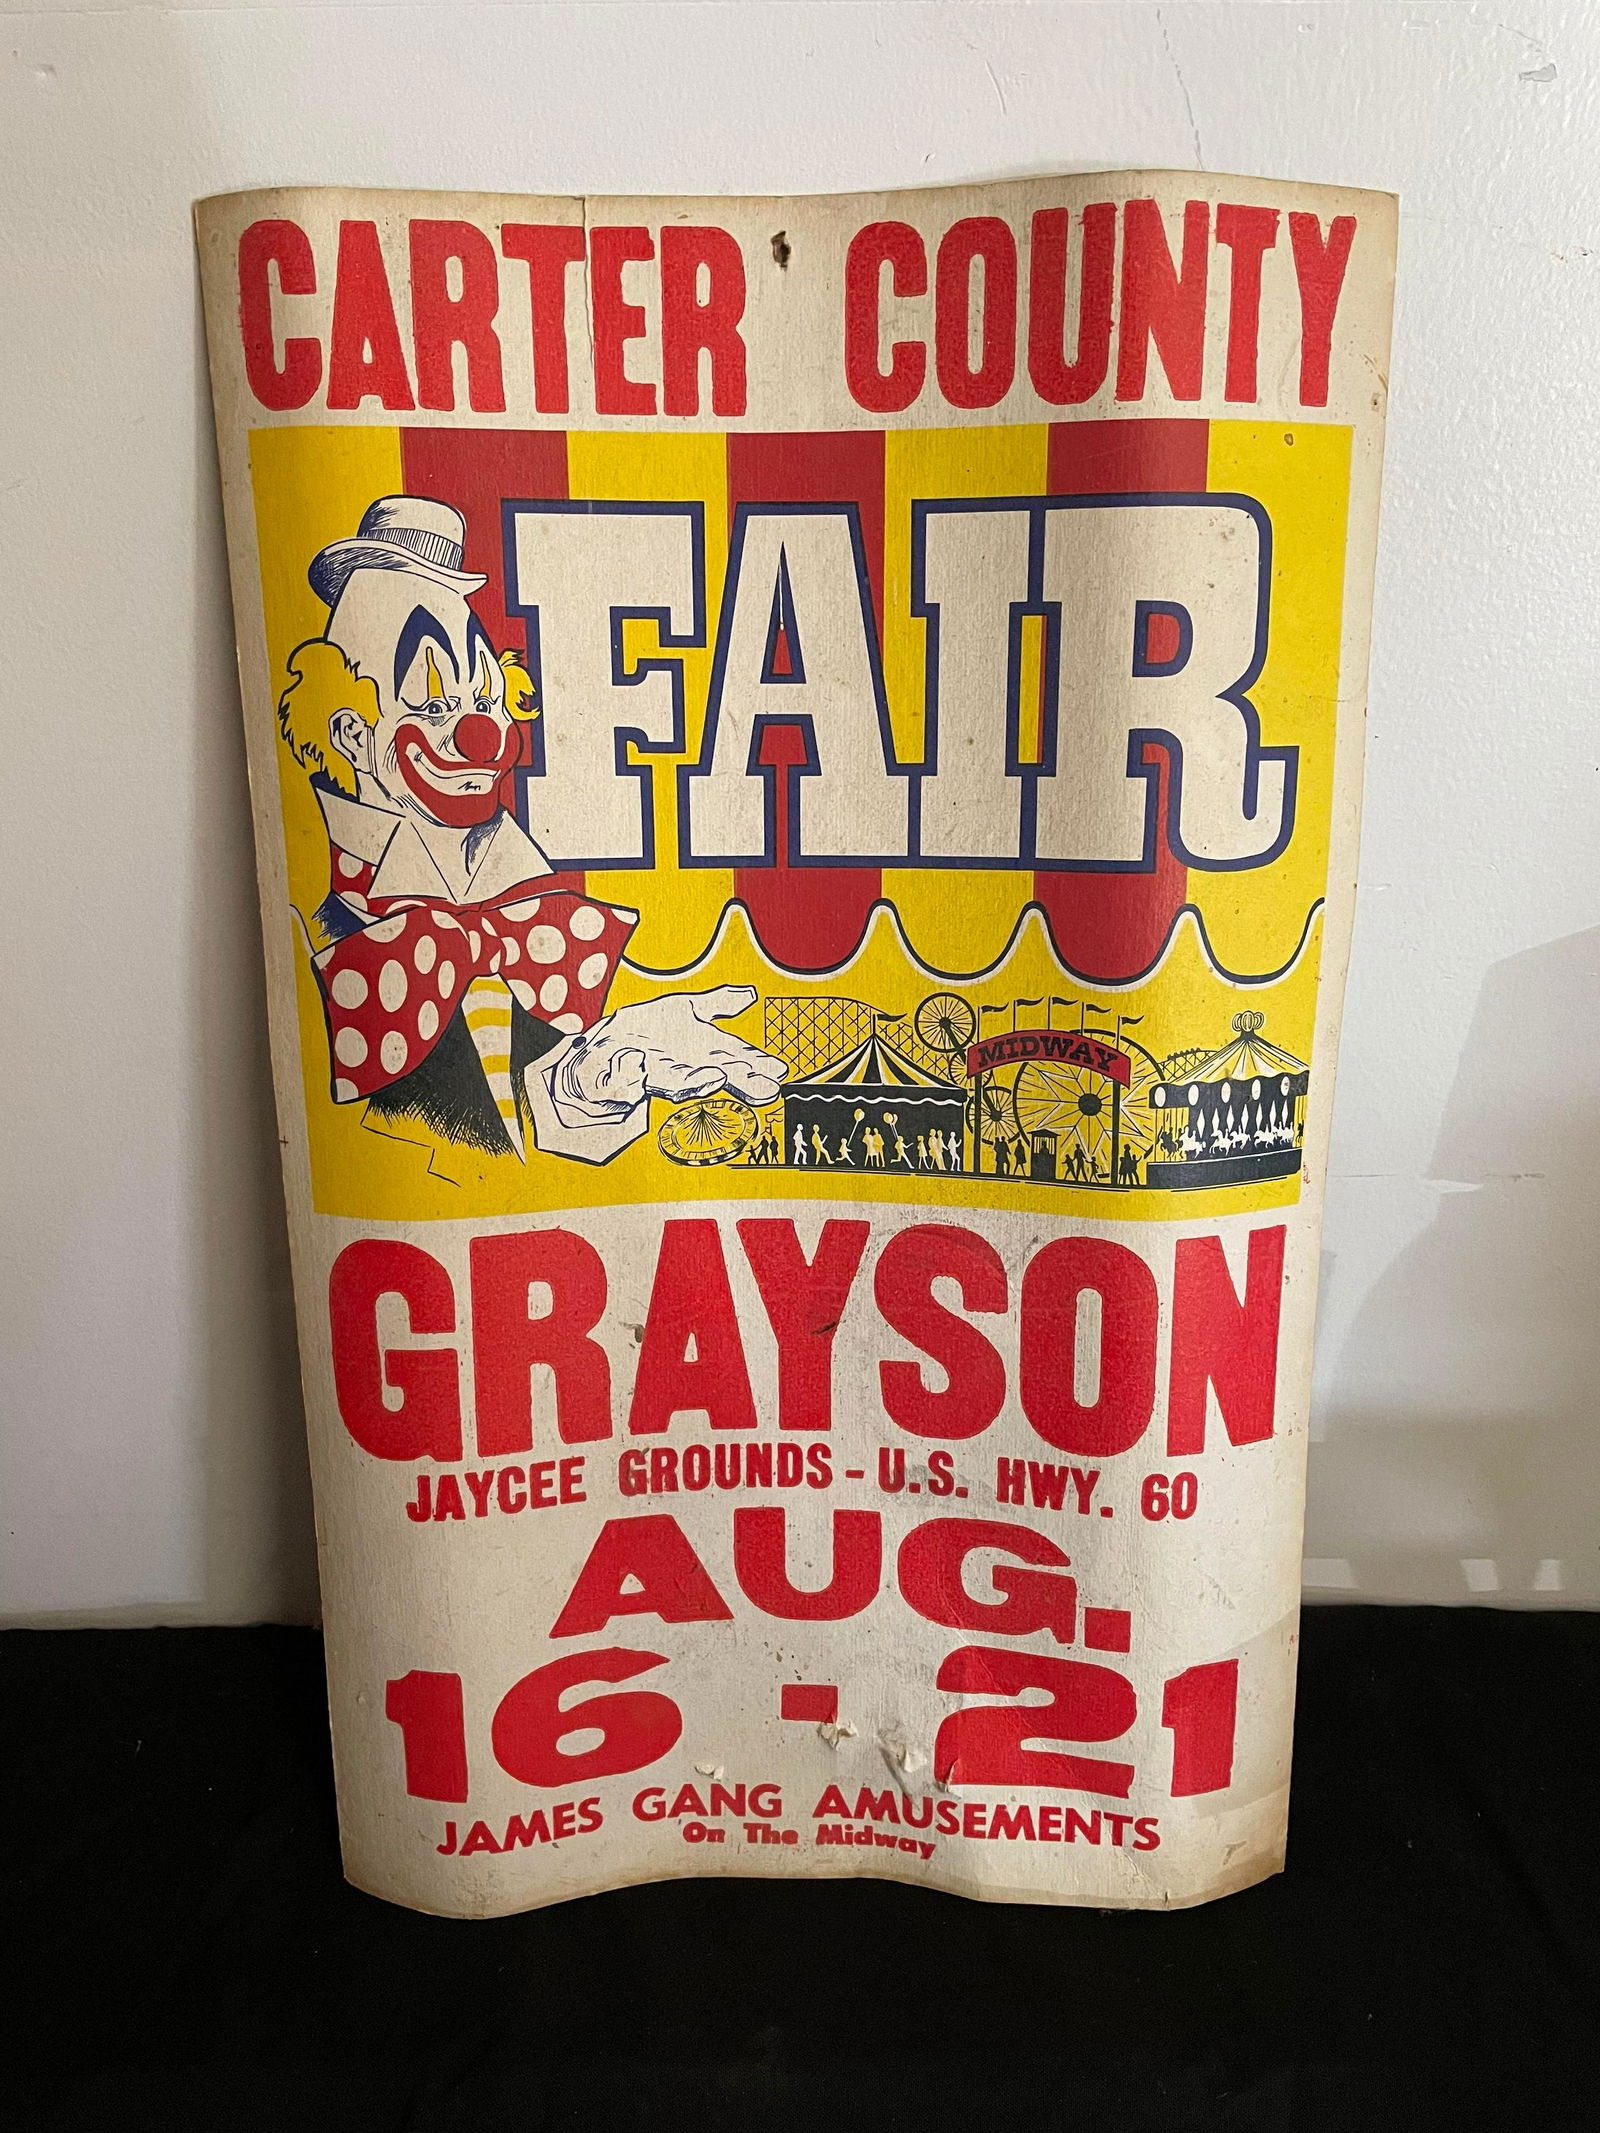 CARTER COUNTY
FAIR
MIDWAY
GRAYSON
JAYCEE GROUNDS - U.S. HWY. 60
AUG.
16 - 21
JAMES GANG AMUSEMENTS
On The Midway